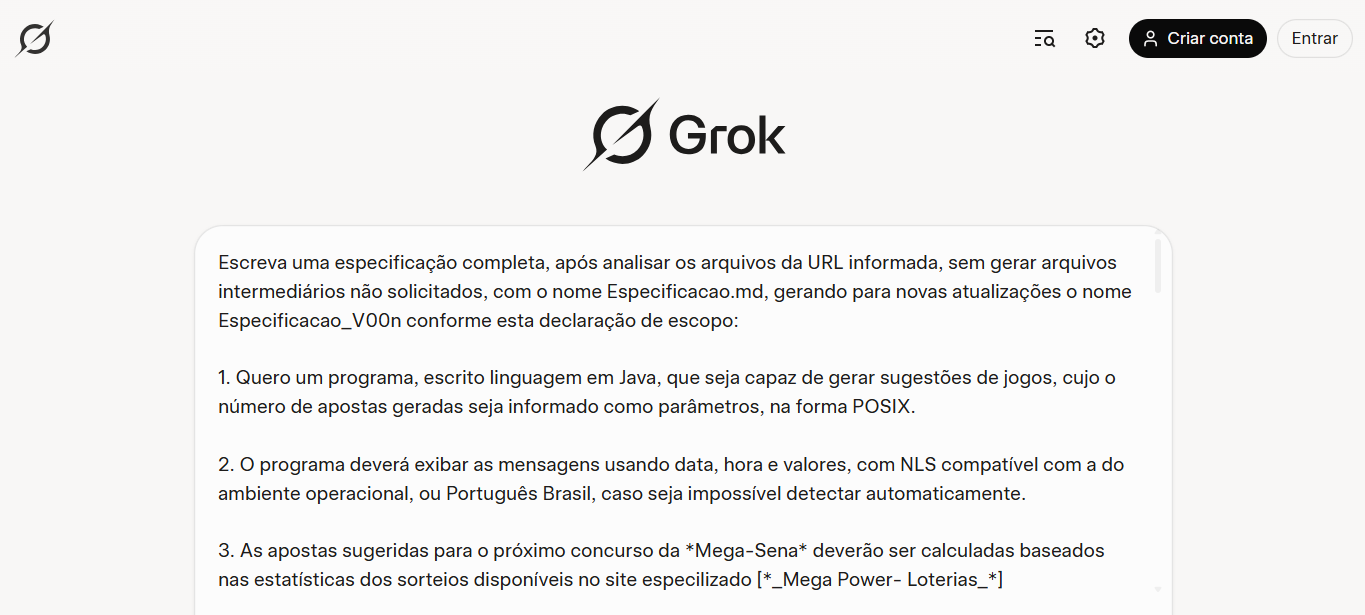 Criar conta
Entrar
Grok
Escreva uma especificação completa, após analisar os arquivos da URL informada, sem gerar arquivos
intermediários não solicitados, com o nome Especificacao.md, gerando para novas atualizações o nome
Especificacao_V00n conforme esta declaração de escopo:
1. Quero um programa, escrito linguagem em Java, que seja capaz de gerar sugestões de jogos, cujo o
número de apostas geradas seja informado como parâmetros, na forma POSIX.
2. O programa deverá exibar as mensagens usando data, hora e valores, com NLS compatível com a do
ambiente operacional, ou Português Brasil, caso seja impossível detectar automaticamente.
3. As apostas sugeridas para o próximo concurso da *Mega-Sena* deverão ser calculadas baseados
nas estatísticas dos sorteios disponíveis no site especilizado [*_Mega Power- Loterias_*]